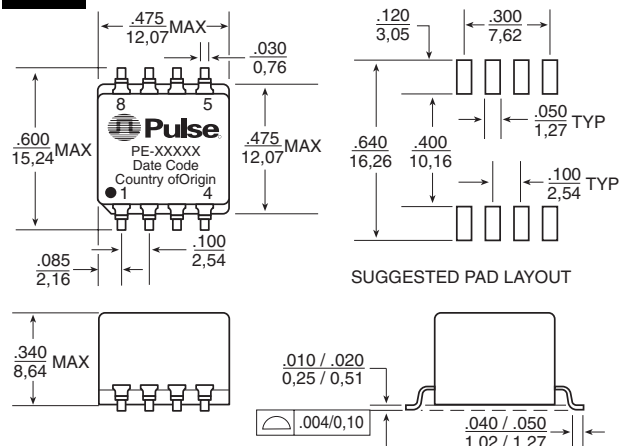 .475
12,07 MAX
.030
0,76
.600
15,24 MAX
8 5
Pulse
PE-XXXXX
Date Code
Country ofOrigin
1 4
.475
12,07 MAX
.085
2,16
.100
2,54
.120
3,05
.300
7,62
.050
1,27 TYP
.640
16,26
.400
10,16
.100
2,54 TYP
SUGGESTED PAD LAYOUT
.340
8,64 MAX
.010 / .020
0,25 / 0,51
.004/0,10
.040 / .050
1,02 / 1,27